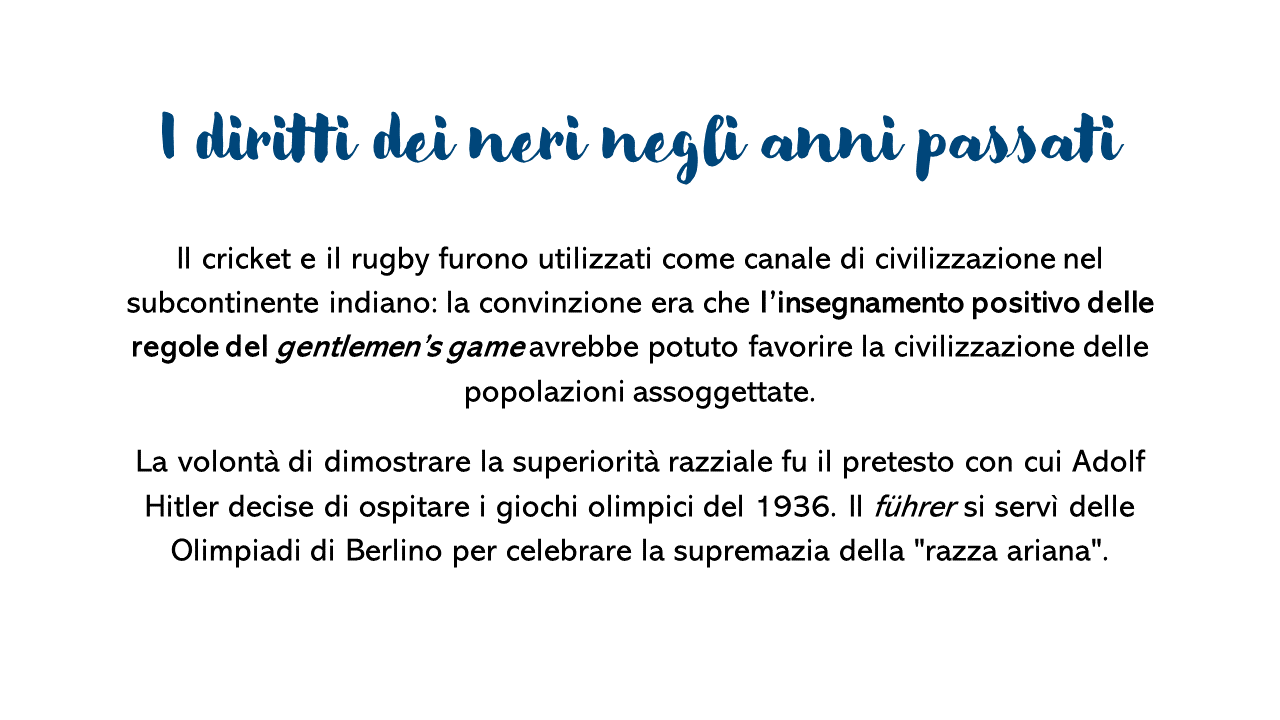 I diritti dei neri negli anni passati
Il cricket e il rugby furono utilizzati come canale di civilizzazione nel
subcontinente indiano: la convinzione era che l’insegnamento positivo delle
regole del gentlemen’s game avrebbe potuto favorire la civilizzazione delle
popolazioni assoggettate.
La volontà di dimostrare la superiorità razziale fu il pretesto con cui Adolf
Hitler decise di ospitare i giochi olimpici del 1936. Il führer si servì delle
Olimpiadi di Berlino per celebrare la supremazia della "razza ariana".